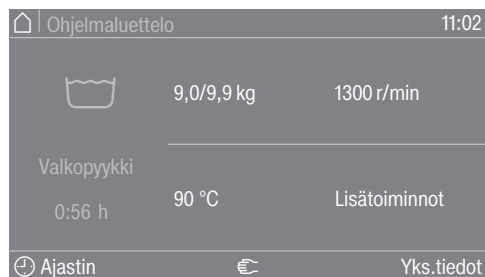 Ohjelmaluettelo 11:02
9,0/9,9 kg 1300 r/min
Valkopyykki
0:56 h
90 °C Lisätoiminnot
Ajastin Yks.tiedot